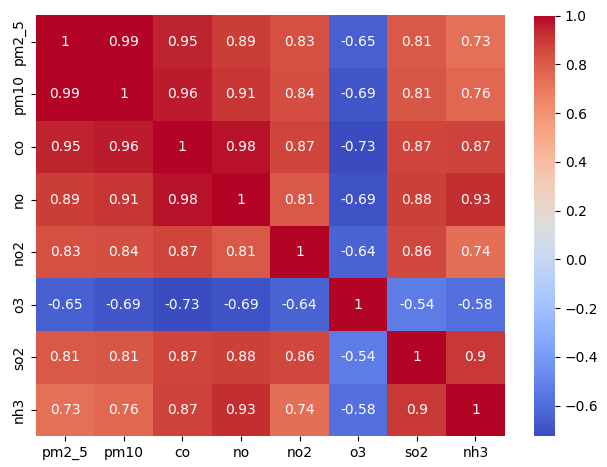 pm2_5 1 0.99 0.95 0.89 0.83 -0.65 0.81 0.73
pm10 0.99 1 0.96 0.91 0.84 -0.69 0.81 0.76
co 0.95 0.96 1 0.98 0.87 -0.73 0.87 0.87
no 0.89 0.91 0.98 1 0.81 -0.69 0.88 0.93
no2 0.83 0.84 0.87 0.81 1 -0.64 0.86 0.74
o3 -0.65 -0.69 -0.73 -0.69 -0.64 1 -0.54 -0.58
so2 0.81 0.81 0.87 0.88 0.86 -0.54 1 0.9
nh3 0.73 0.76 0.87 0.93 0.74 -0.58 0.9 1
pm2_5 pm10 co no no2 o3 so2 nh3
1.0
0.8
0.6
0.4
0.2
0.0
−0.2
−0.4
−0.6